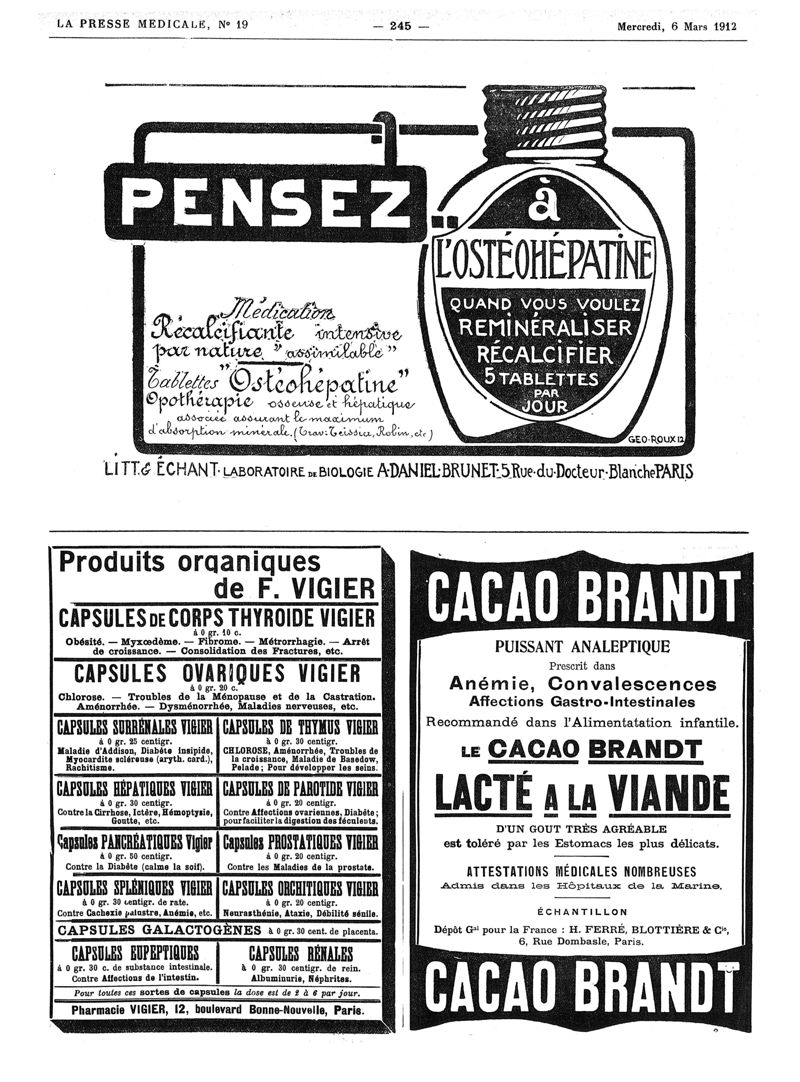 LA PRESSE MEDICALE, N° 19
— 245 —
Mercredi, 6 Mars 1912
PENSEZ
à
L'OSTÉOHÉPATINE
QUAND VOUS VOULEZ
REMINÉRALISER
RÉCALCIFIER
5 TABLETTES
PAR
JOUR
Médication
Récalcifiante intensive
par nature "assimilable"
Tablettes "Ostéohépatine"
Opothérapie osseuse et hépatique
associée assurant le maximum
d'absorption minérale. (Trav: Teissier, Robin, etc)
GEO-ROUX 12
LITT. & ÉCHANT. LABORATOIRE DE BIOLOGIE A·DANIEL·BRUNET·5, Rue·du·Docteur·Blanche PARIS
Produits organiques
de F. VIGIER
CAPSULES DE CORPS THYROIDE VIGIER
à 0 gr. 10 c.
Obésité. — Myxœdème. — Fibrome. — Métrorrhagie. — Arrêt
de croissance. — Consolidation des Fractures, etc.
CAPSULES OVARIQUES VIGIER
à 0 gr. 20 c.
Chlorose. — Troubles de la Ménopause et de la Castration.
Aménorrhée. — Dysménorrhée, Maladies nerveuses, etc.
CAPSULES SURRÉNALES VIGIER
à 0 gr. 25 centigr.
Maladie d'Addison, Diabète insipide,
Myocardite scléreuse (aryth. card.),
Rachitisme.
CAPSULES DE THYMUS VIGIER
à 0 gr. 30 centigr.
CHLOROSE, Aménorrhée, Troubles de
la croissance, Maladie de Basedow,
Pelade; Pour développer les seins.
CAPSULES HÉPATIQUES VIGIER
à 0 gr. 30 centigr.
Contre la Cirrhose, Ictère, Hémoptysie,
Goutte, etc.
CAPSULES DE PAROTIDE VIGIER
à 0 gr. 20 centigr.
Contre Affections ovariennes, Diabète;
pour faciliter la digestion des féculents.
Capsules PANCRÉATIQUES Vigier
à 0 gr. 50 centigr.
Contre la Diabète (calme la soif).
CAPSULES PROSTATIQUES VIGIER
à 0 gr. 20 centigr.
Contre les Maladies de la prostate.
CAPSULES SPLÉNIQUES VIGIER
à 0 gr. 30 centigr. de rate.
Contre Cachexie palustre, Anémie, etc.
CAPSULES ORCHITIQUES VIGIER
à 0 gr. 20 centigr.
Neurasthénie, Ataxie, Débilité sénile.
CAPSULES GALACTOGÈNES à 0 gr. 30 cent. de placenta.
CAPSULES EUPEPTIQUES
à 0 gr. 30 c. de substance intestinale.
Contre Affections de l'intestin.
CAPSULES RÉNALES
à 0 gr. 30 centigr. de rein.
Albuminurie, Néphrites.
Pour toutes ces sortes de capsules la dose est de 2 à 6 par jour.
Pharmacie VIGIER, 12, boulevard Bonne-Nouvelle, Paris.
CACAO BRANDT
PUISSANT ANALEPTIQUE
Prescrit dans
Anémie, Convalescences
Affections Gastro-Intestinales
Recommandé dans l'Alimentatation infantile.
LE CACAO BRANDT
LACTÉ A LA VIANDE
D'UN GOUT TRÈS AGRÉABLE
est toléré par les Estomacs les plus délicats.
ATTESTATIONS MÉDICALES NOMBREUSES
Admis dans les Hôpitaux de la Marine.
ÉCHANTILLON
Dépôt Gal pour la France : H. FERRÉ, BLOTTIÈRE & Cie,
6, Rue Dombasle, Paris.
CACAO BRANDT